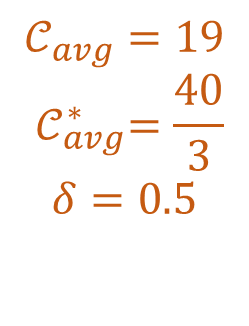 𝒞_avg = 19
𝒞*_avg = 40/3
δ = 0.5